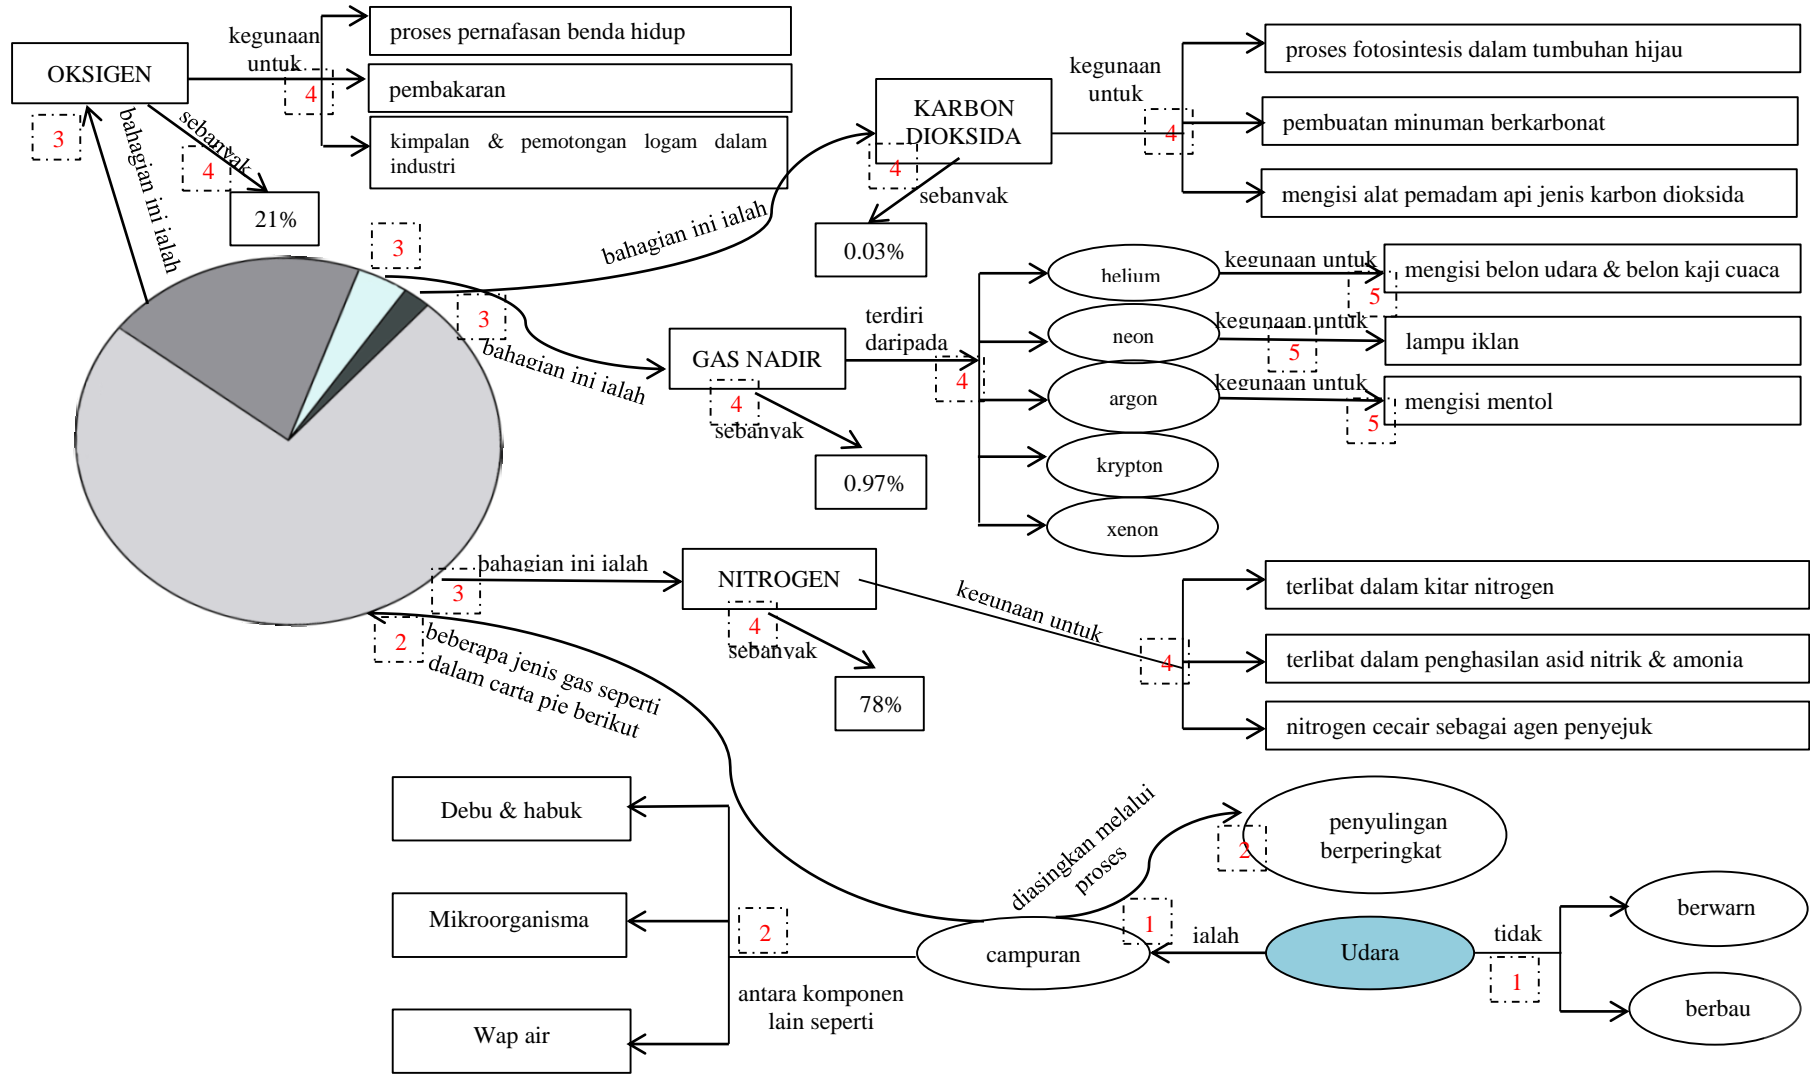 OKSIGEN
3
kegunaan
untuk
4
proses pernafasan benda hidup
pembakaran
kimpalan & pemotongan logam dalam
industri
bahagian ini ialah
sebanyak
4
21%
3
bahagian ini ialah
KARBON
DIOKSIDA
4
sebanyak
0.03%
kegunaan
untuk
4
proses fotosintesis dalam tumbuhan hijau
pembuatan minuman berkarbonat
mengisi alat pemadam api jenis karbon dioksida
3
bahagian ini ialah
GAS NADIR
4
sebanyak
0.97%
terdiri
daripada
4
helium
neon
argon
krypton
xenon
kegunaan untuk
5
mengisi belon udara & belon kaji cuaca
kegunaan untuk
5
lampu iklan
kegunaan untuk
5
mengisi mentol
bahagian ini ialah
3
NITROGEN
4
sebanyak
78%
kegunaan untuk
4
terlibat dalam kitar nitrogen
terlibat dalam penghasilan asid nitrik & amonia
nitrogen cecair sebagai agen penyejuk
2
beberapa jenis gas seperti
dalam carta pie berikut
Debu & habuk
Mikroorganisma
Wap air
2
antara komponen
lain seperti
diasingkan melalui
proses
2
penyulingan
berperingkat
campuran
1
ialah
Udara
tidak
1
berwarn
berbau